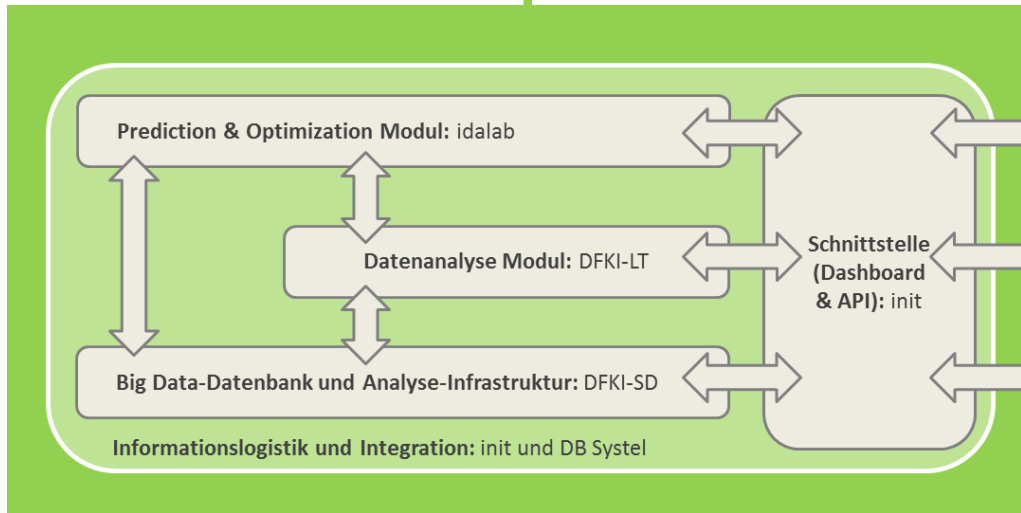 Prediction & Optimization Modul: idalab
Datenanalyse Modul: DFKI-LT
Schnittstelle
(Dashboard
& API): init
Big Data-Datenbank und Analyse-Infrastruktur: DFKI-SD
Informationslogistik und Integration: init und DB Systel